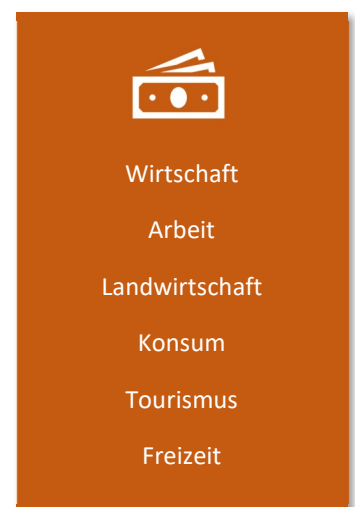 Wirtschaft
Arbeit
Landwirtschaft
Konsum
Tourismus
Freizeit